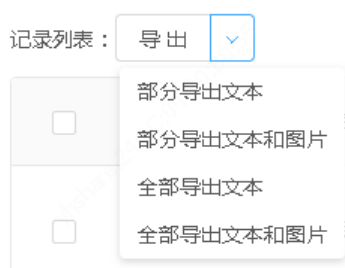 记录列表：
导 出
部分导出文本
部分导出文本和图片
全部导出文本
全部导出文本和图片